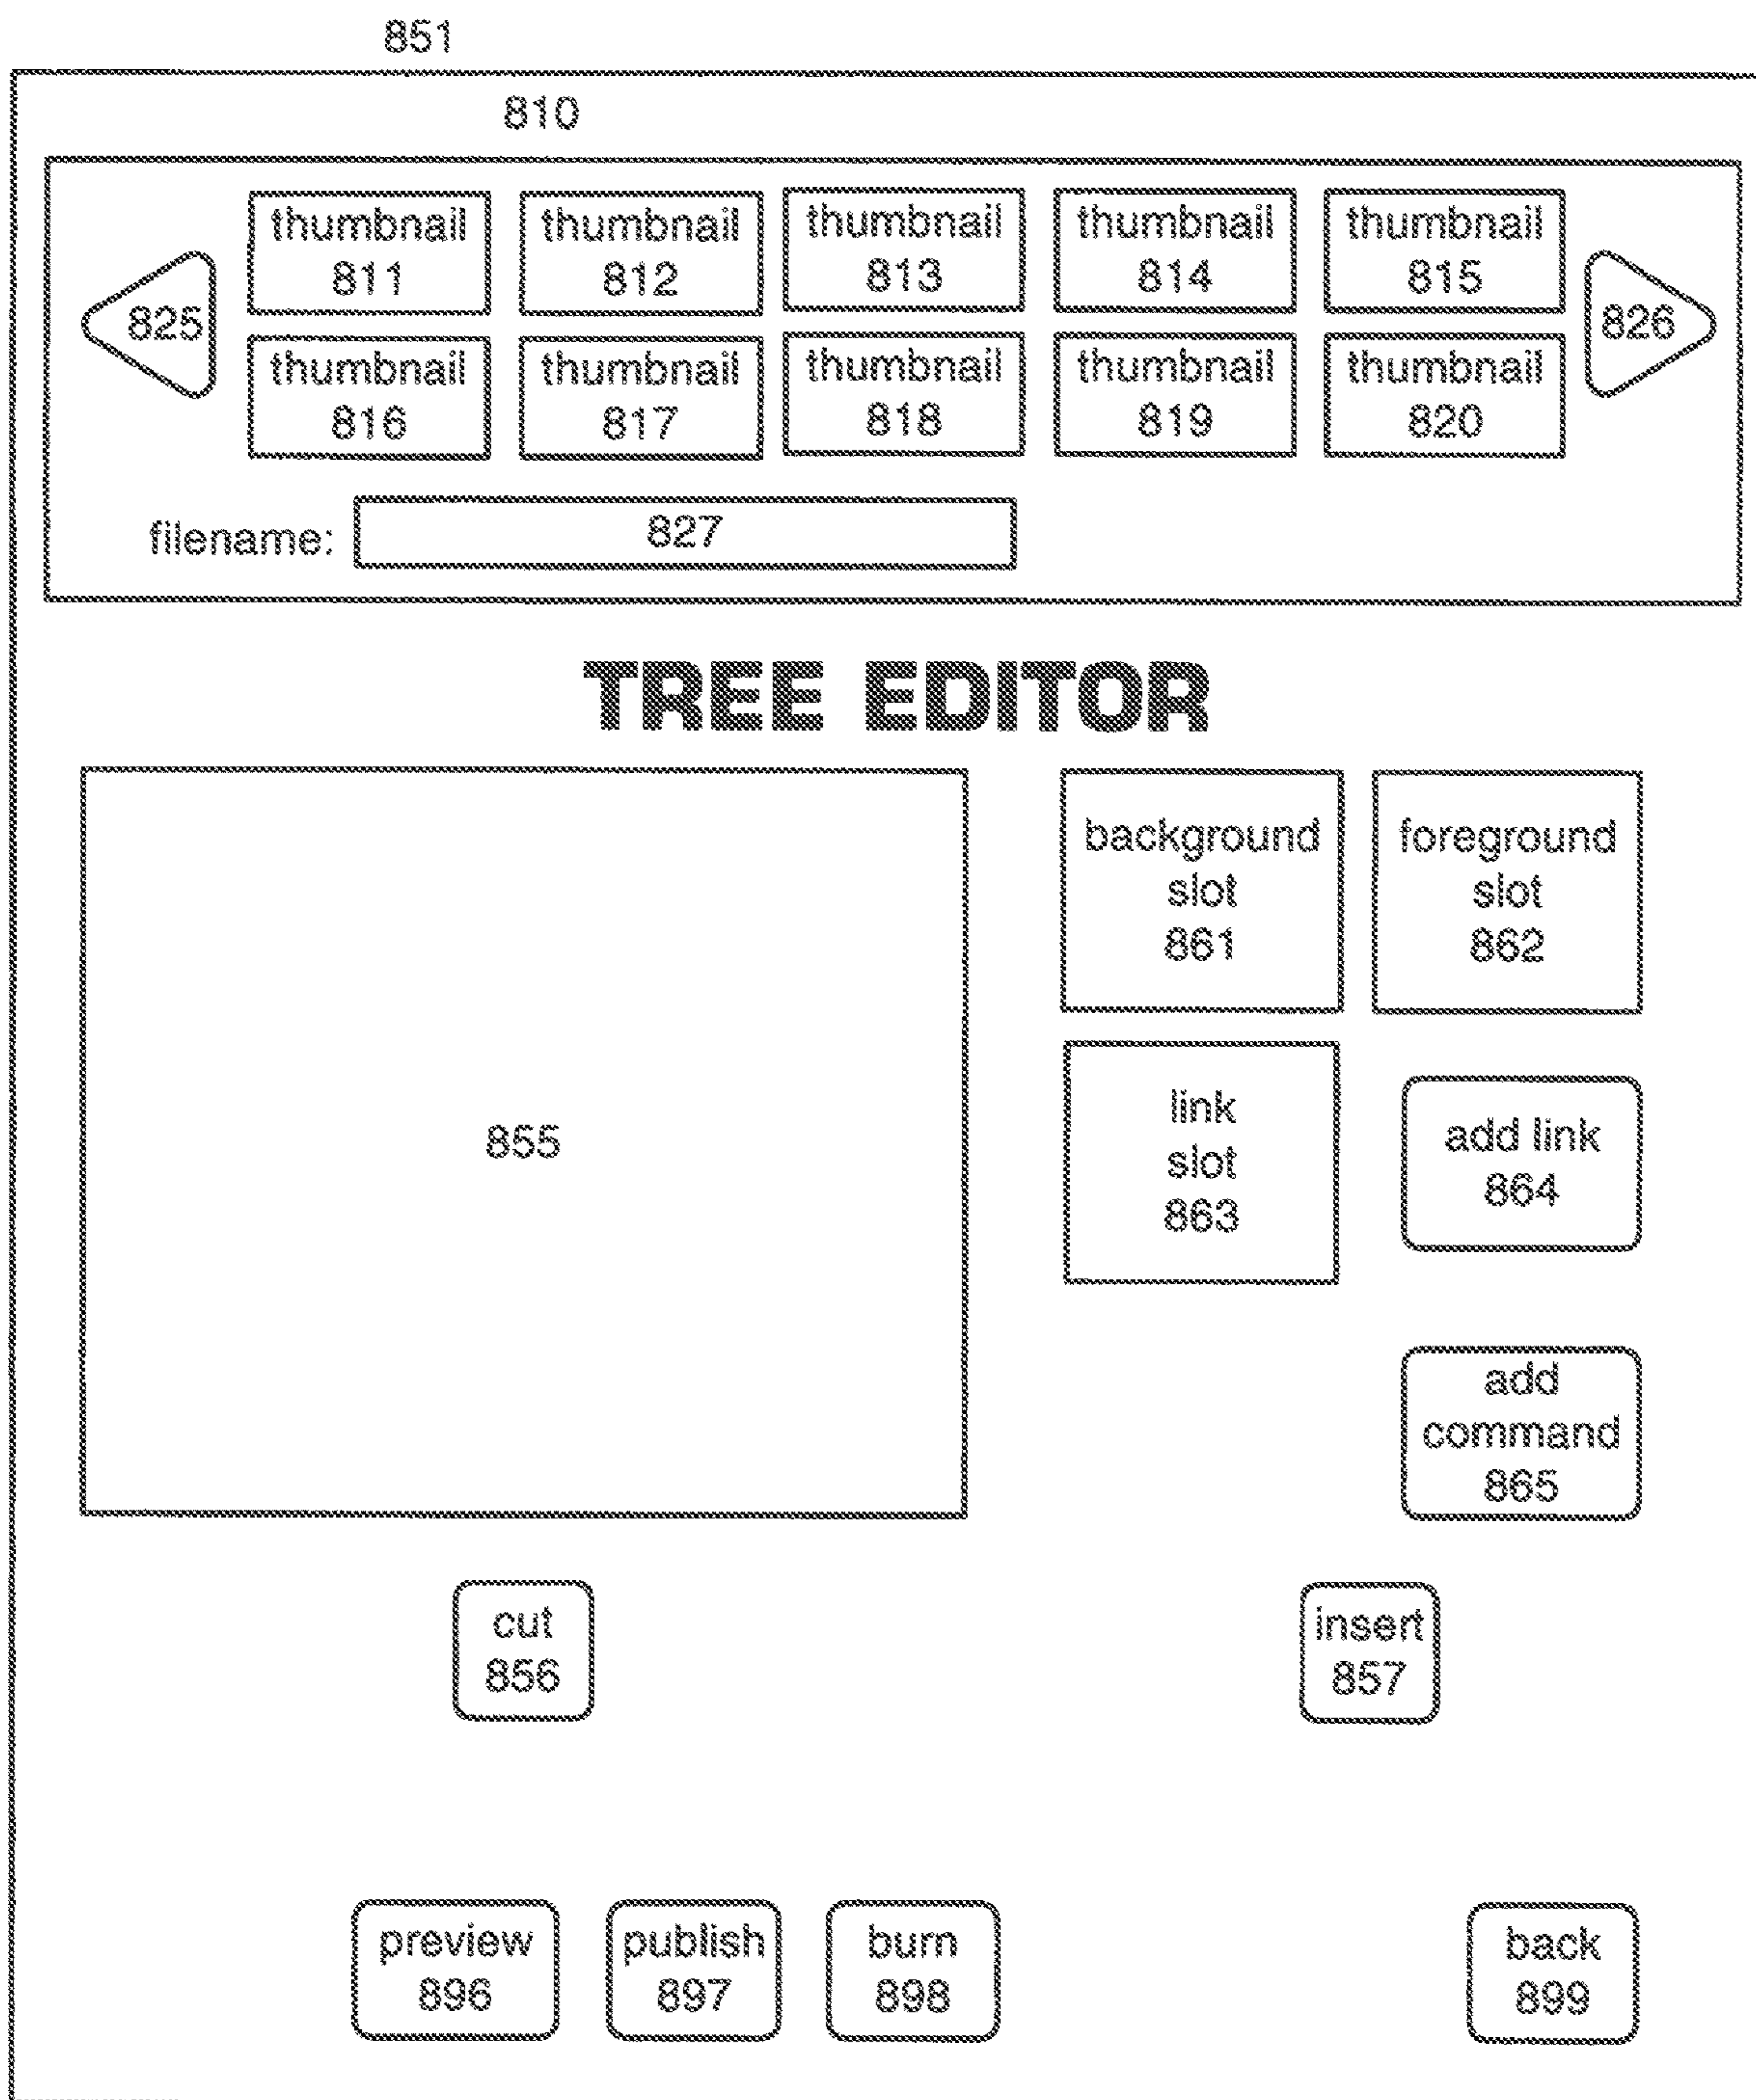 851
810
thumbnail
811
thumbnail
812
thumbnail
813
thumbnail
814
thumbnail
815
825
826
thumbnail
816
thumbnail
817
thumbnail
818
thumbnail
819
thumbnail
820
filename:
827
TREE EDITOR
855
background
slot
861
foreground
slot
862
link
slot
863
add link
864
add
command
865
cut
856
insert
857
preview
896
publish
897
burn
898
back
899